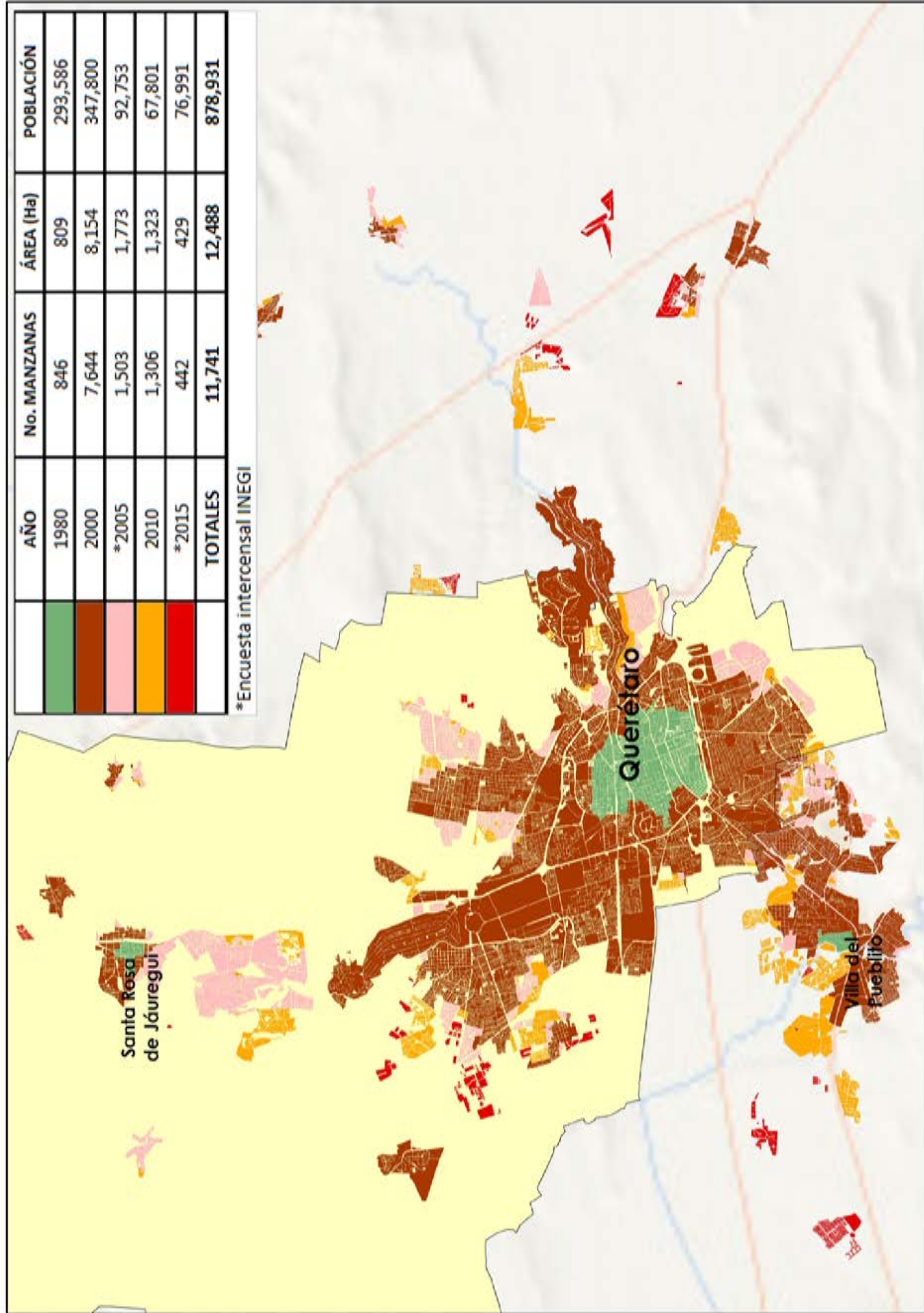 AÑO No. MANZANAS ÁREA (Ha) POBLACIÓN
1980 846 809 293,586
2000 7,644 8,154 347,800
*2005 1,503 1,773 92,753
2010 1,306 1,323 67,801
*2015 442 429 76,991
TOTALES 11,741 12,488 878,931
*Encuesta intercensal INEGI
Santa Rosa
de Jáuregui
Querétaro
Villa del
Pueblito